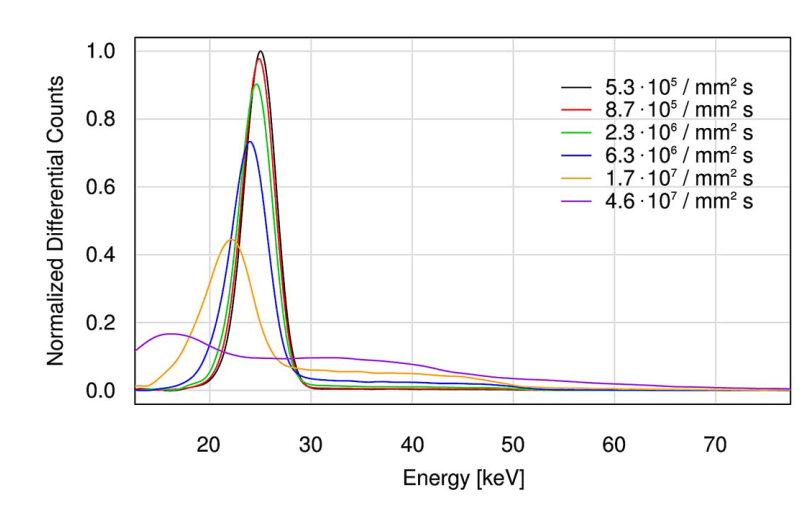 Normalized Differential Counts
1.0
0.8
0.6
0.4
0.2
0.0
5.3 · 10⁵ / mm² s
8.7 · 10⁵ / mm² s
2.3 · 10⁶ / mm² s
6.3 · 10⁶ / mm² s
1.7 · 10⁷ / mm² s
4.6 · 10⁷ / mm² s
20 30 40 50 60 70
Energy [keV]